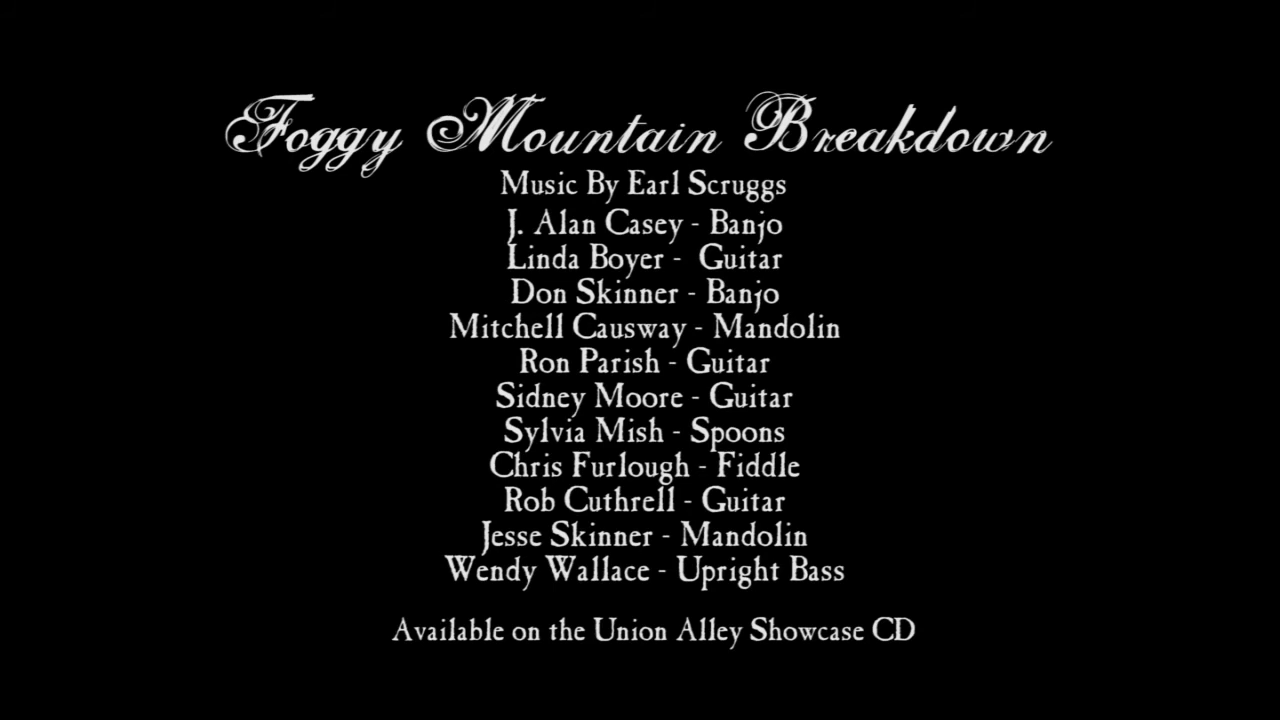 Foggy Mountain Breakdown
Music By Earl Scruggs
J. Alan Casey - Banjo
Linda Boyer - Guitar
Don Skinner - Banjo
Mitchell Causway - Mandolin
Ron Parish - Guitar
Sidney Moore - Guitar
Sylvia Mish - Spoons
Chris Furlough - Fiddle
Rob Cuthrell - Guitar
Jesse Skinner - Mandolin
Wendy Wallace - Upright Bass
Available on the Union Alley Showcase CD